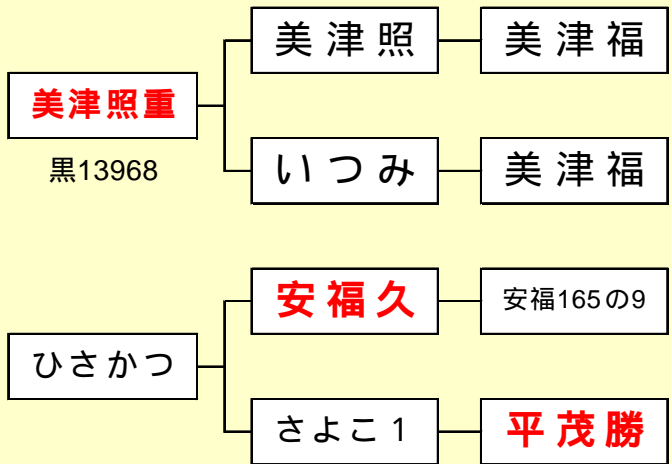 美津照
美津福
美津照重
黒13968
いつみ
美津福
安福久
安福165の9
ひさかつ
さよこ1
平茂勝